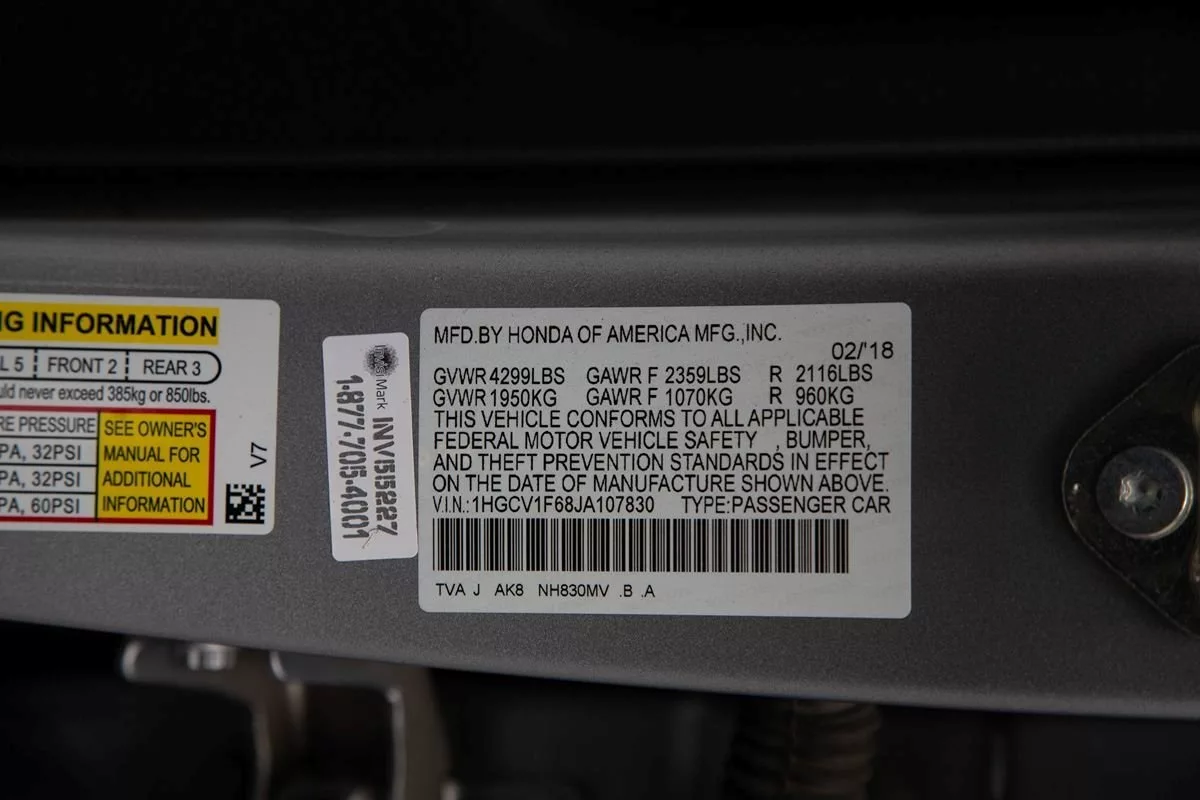 G INFORMATION
L 5 FRONT 2 REAR 3
ould never exceed 385kg or 850lbs.
RE PRESSURE
PA, 32PSI
PA, 32PSI
PA, 60PSI
SEE OWNER'S
MANUAL FOR
ADDITIONAL
INFORMATION
V7
Mark INV515227
1-877-705-4001
MFD.BY HONDA OF AMERICA MFG.,INC.
02/'18
GVWR 4299LBS GAWR F 2359LBS R 2116LBS
GVWR 1950KG GAWR F 1070KG R 960KG
THIS VEHICLE CONFORMS TO ALL APPLICABLE
FEDERAL MOTOR VEHICLE SAFETY , BUMPER,
AND THEFT PREVENTION STANDARDS IN EFFECT
ON THE DATE OF MANUFACTURE SHOWN ABOVE.
V.I.N.:1HGCV1F68JA107830 TYPE:PASSENGER CAR
TVA J AK8 NH830MV .B .A